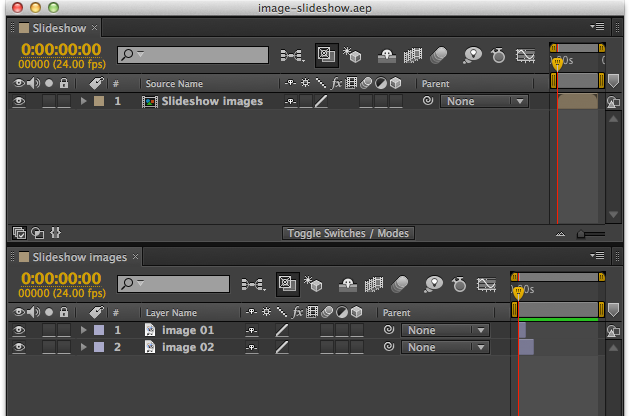 image-slideshow.aep
Slideshow ×
0:00:00:00
00000 (24.00 fps)
# Source Name fx Parent
1 Slideshow images None
Toggle Switches / Modes
Slideshow images ×
0:00:00:00
00000 (24.00 fps)
# Layer Name fx Parent
1 image 01 None
2 image 02 None